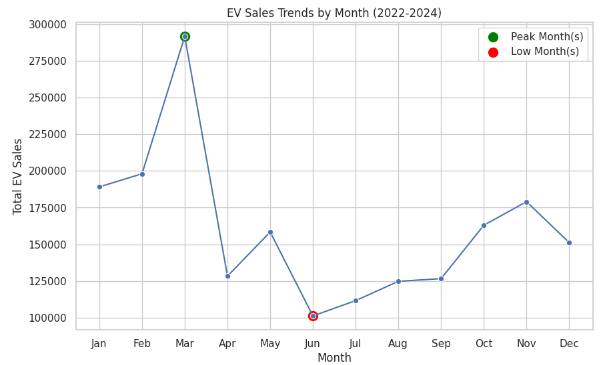 EV Sales Trends by Month (2022-2024)
Peak Month(s)
Low Month(s)
Total EV Sales
300000
275000
250000
225000
200000
175000
150000
125000
100000
Jan Feb Mar Apr May Jun Jul Aug Sep Oct Nov Dec
Month